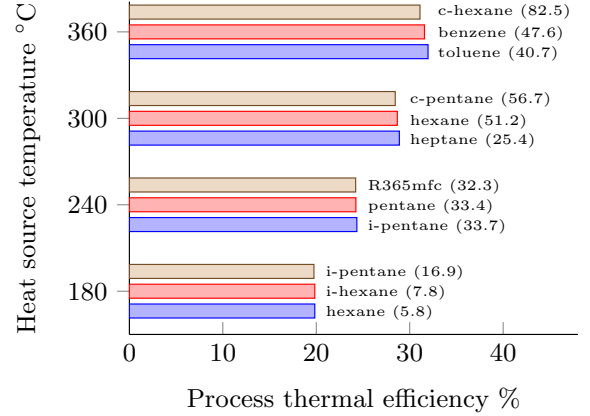 Heat source temperature °C
360
c-hexane (82.5)
benzene (47.6)
toluene (40.7)
300
c-pentane (56.7)
hexane (51.2)
heptane (25.4)
240
R365mfc (32.3)
pentane (33.4)
i-pentane (33.7)
180
i-pentane (16.9)
i-hexane (7.8)
hexane (5.8)
0 10 20 30 40
Process thermal efficiency %